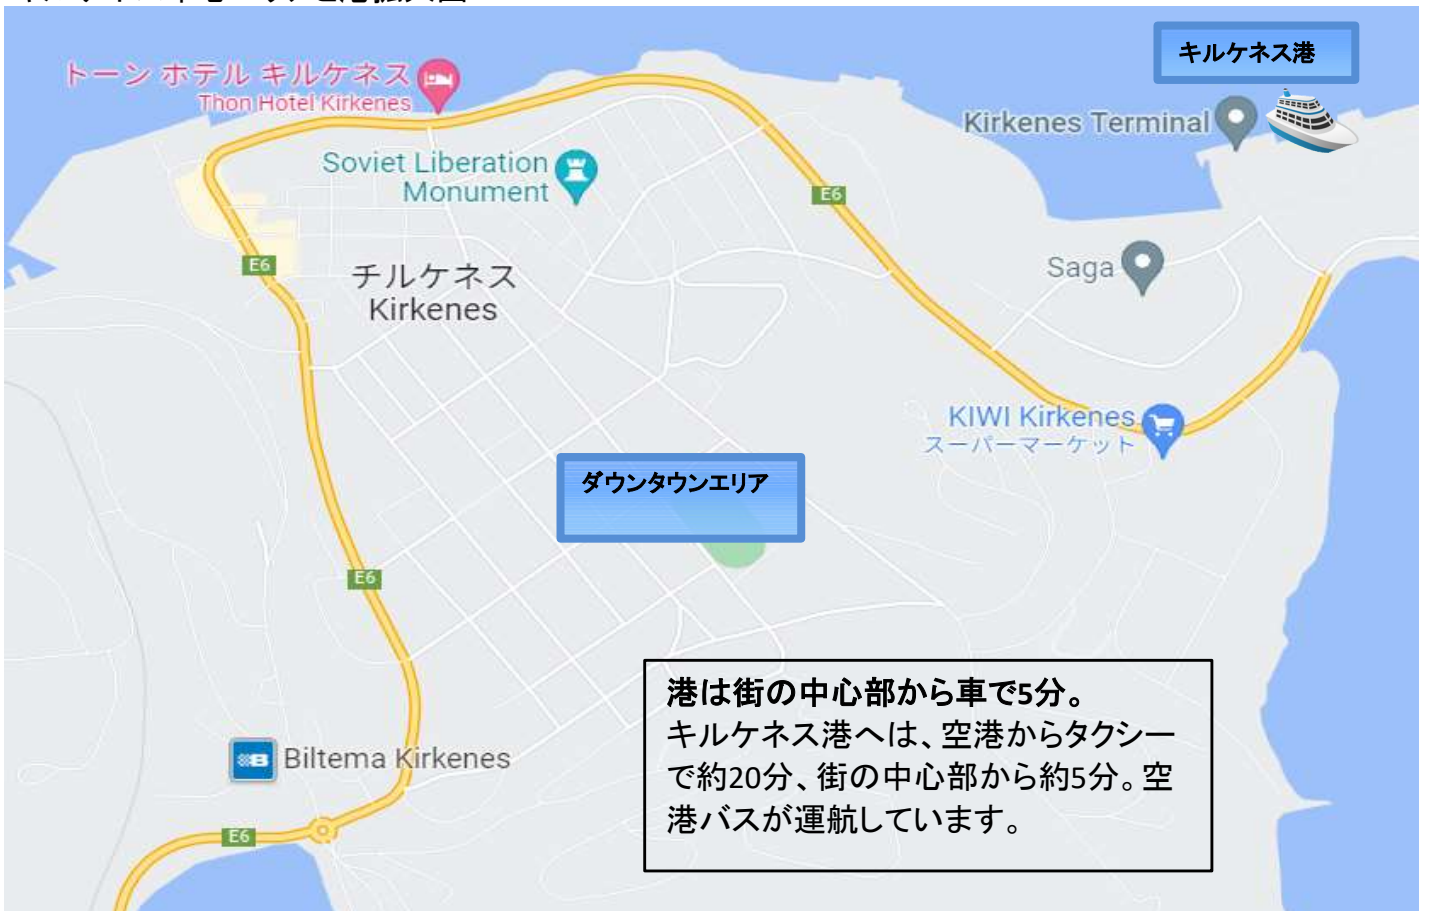 キルケネス港
トーン ホテル キルケネス
Thon Hotel Kirkenes
Kirkenes Terminal
Soviet Liberation
Monument
E6
E6
Saga
チルケネス
Kirkenes
KIWI Kirkenes
スーパーマーケット
ダウンタウンエリア
E6
港は街の中心部から車で5分。
キルケネス港へは、空港からタクシー
で約20分、街の中心部から約5分。空
港バスが運航しています。
Biltema Kirkenes
E6